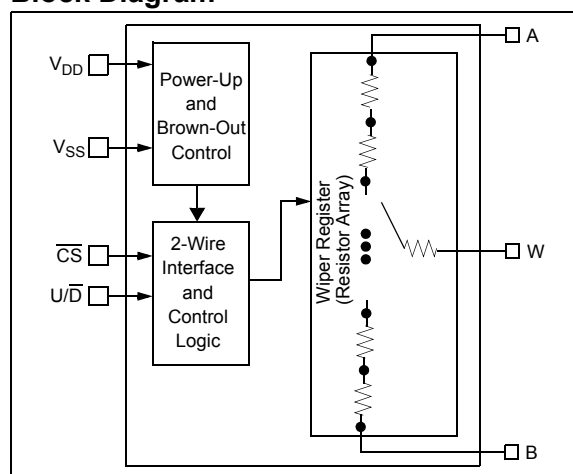 Block Diagram
A
VDD
Power-Up
and
Brown-Out
Control
VSS
CS
2-Wire
Interface
and
Control
Logic
U/D
Wiper Register
(Resistor Array)
W
B